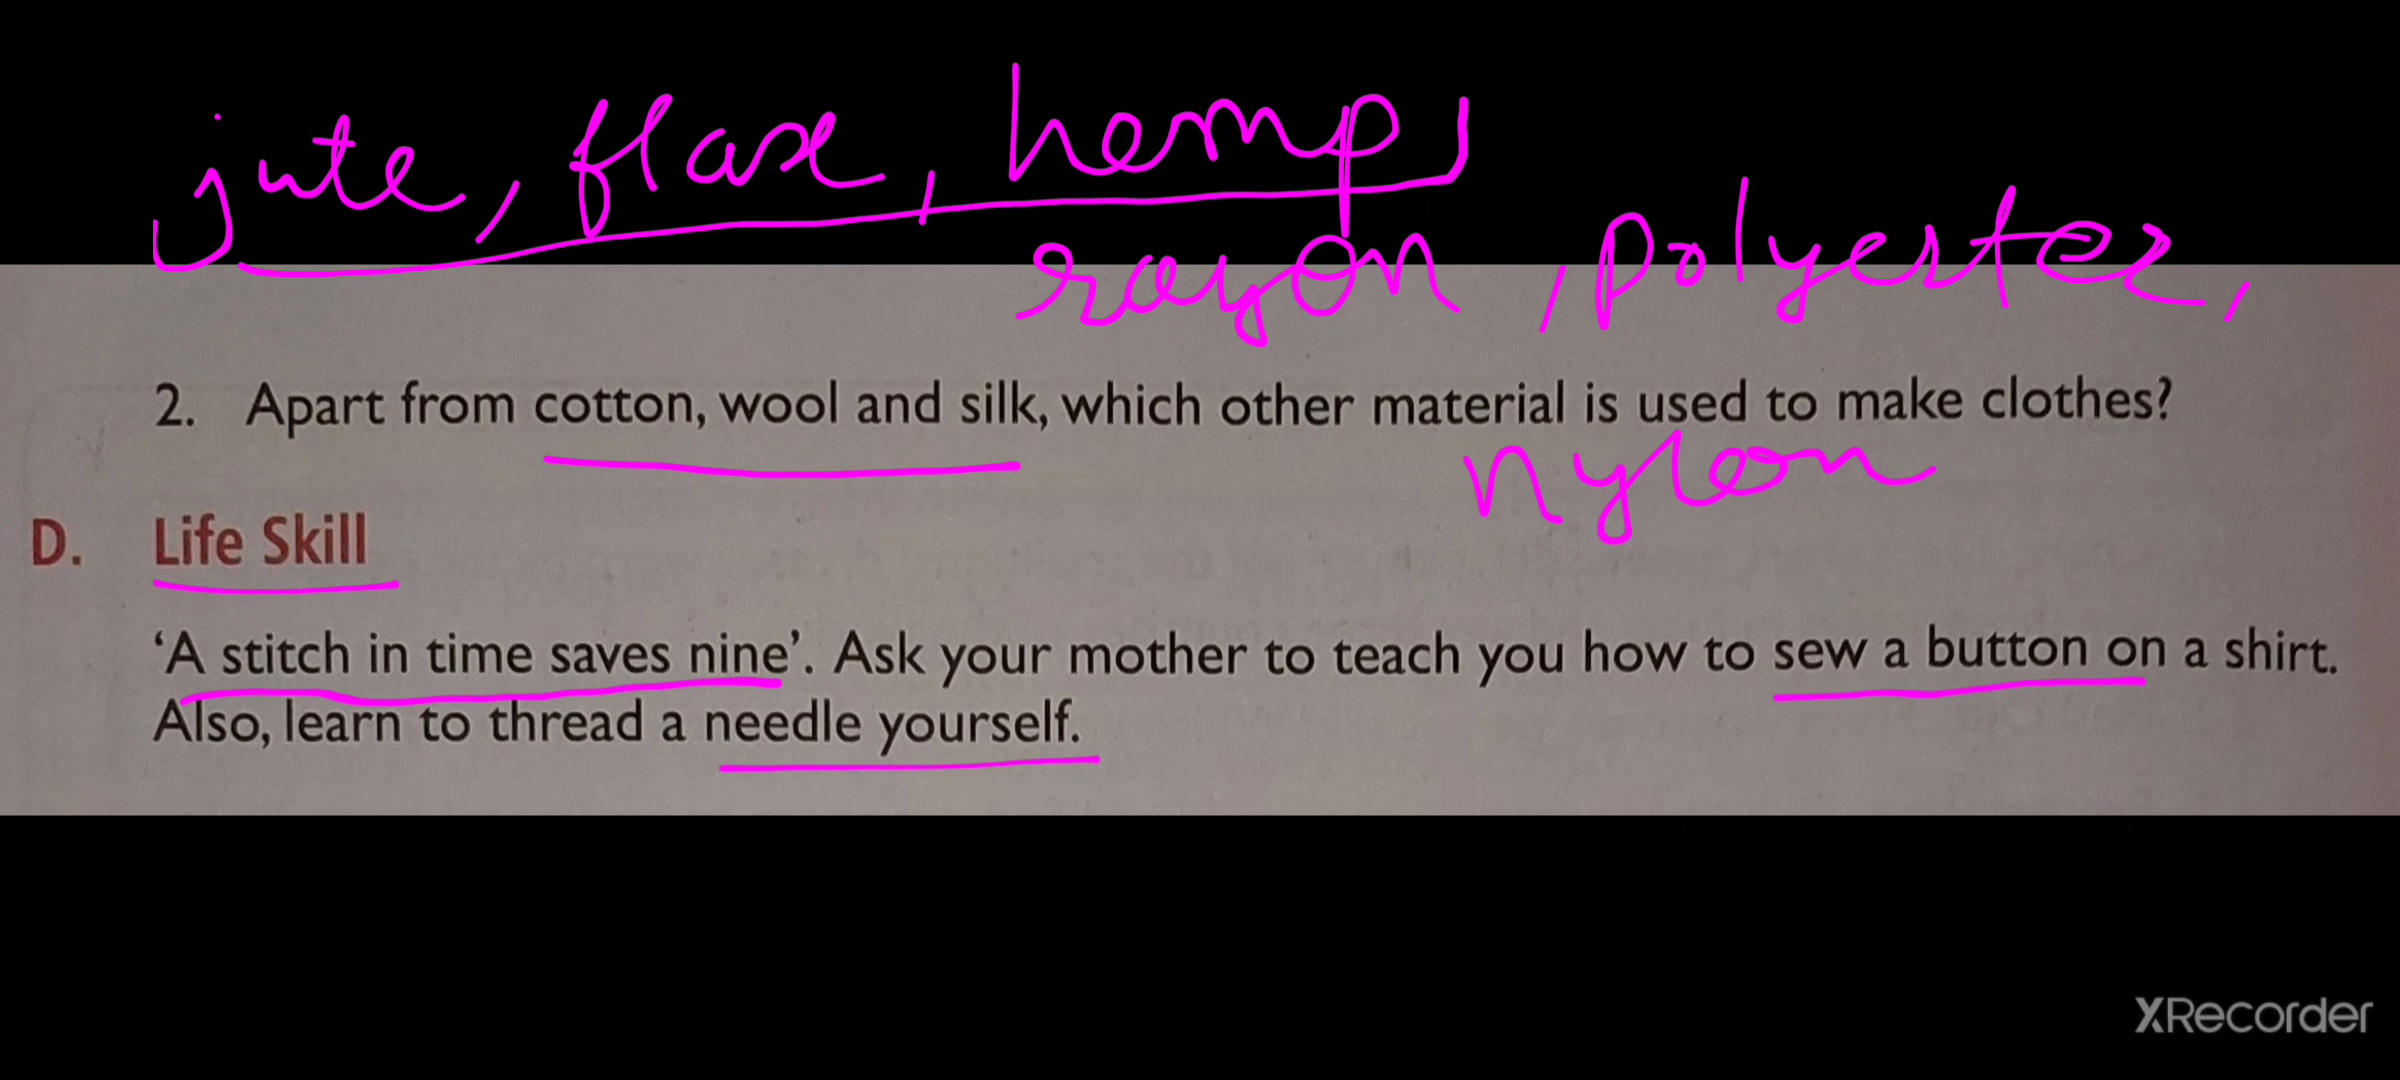 jute, flax, hemp,
rayon, polyester,
2. Apart from cotton, wool and silk, which other material is used to make clothes?
nylon
D. Life Skill
‘A stitch in time saves nine’. Ask your mother to teach you how to sew a button on a shirt.
Also, learn to thread a needle yourself.
XRecorder